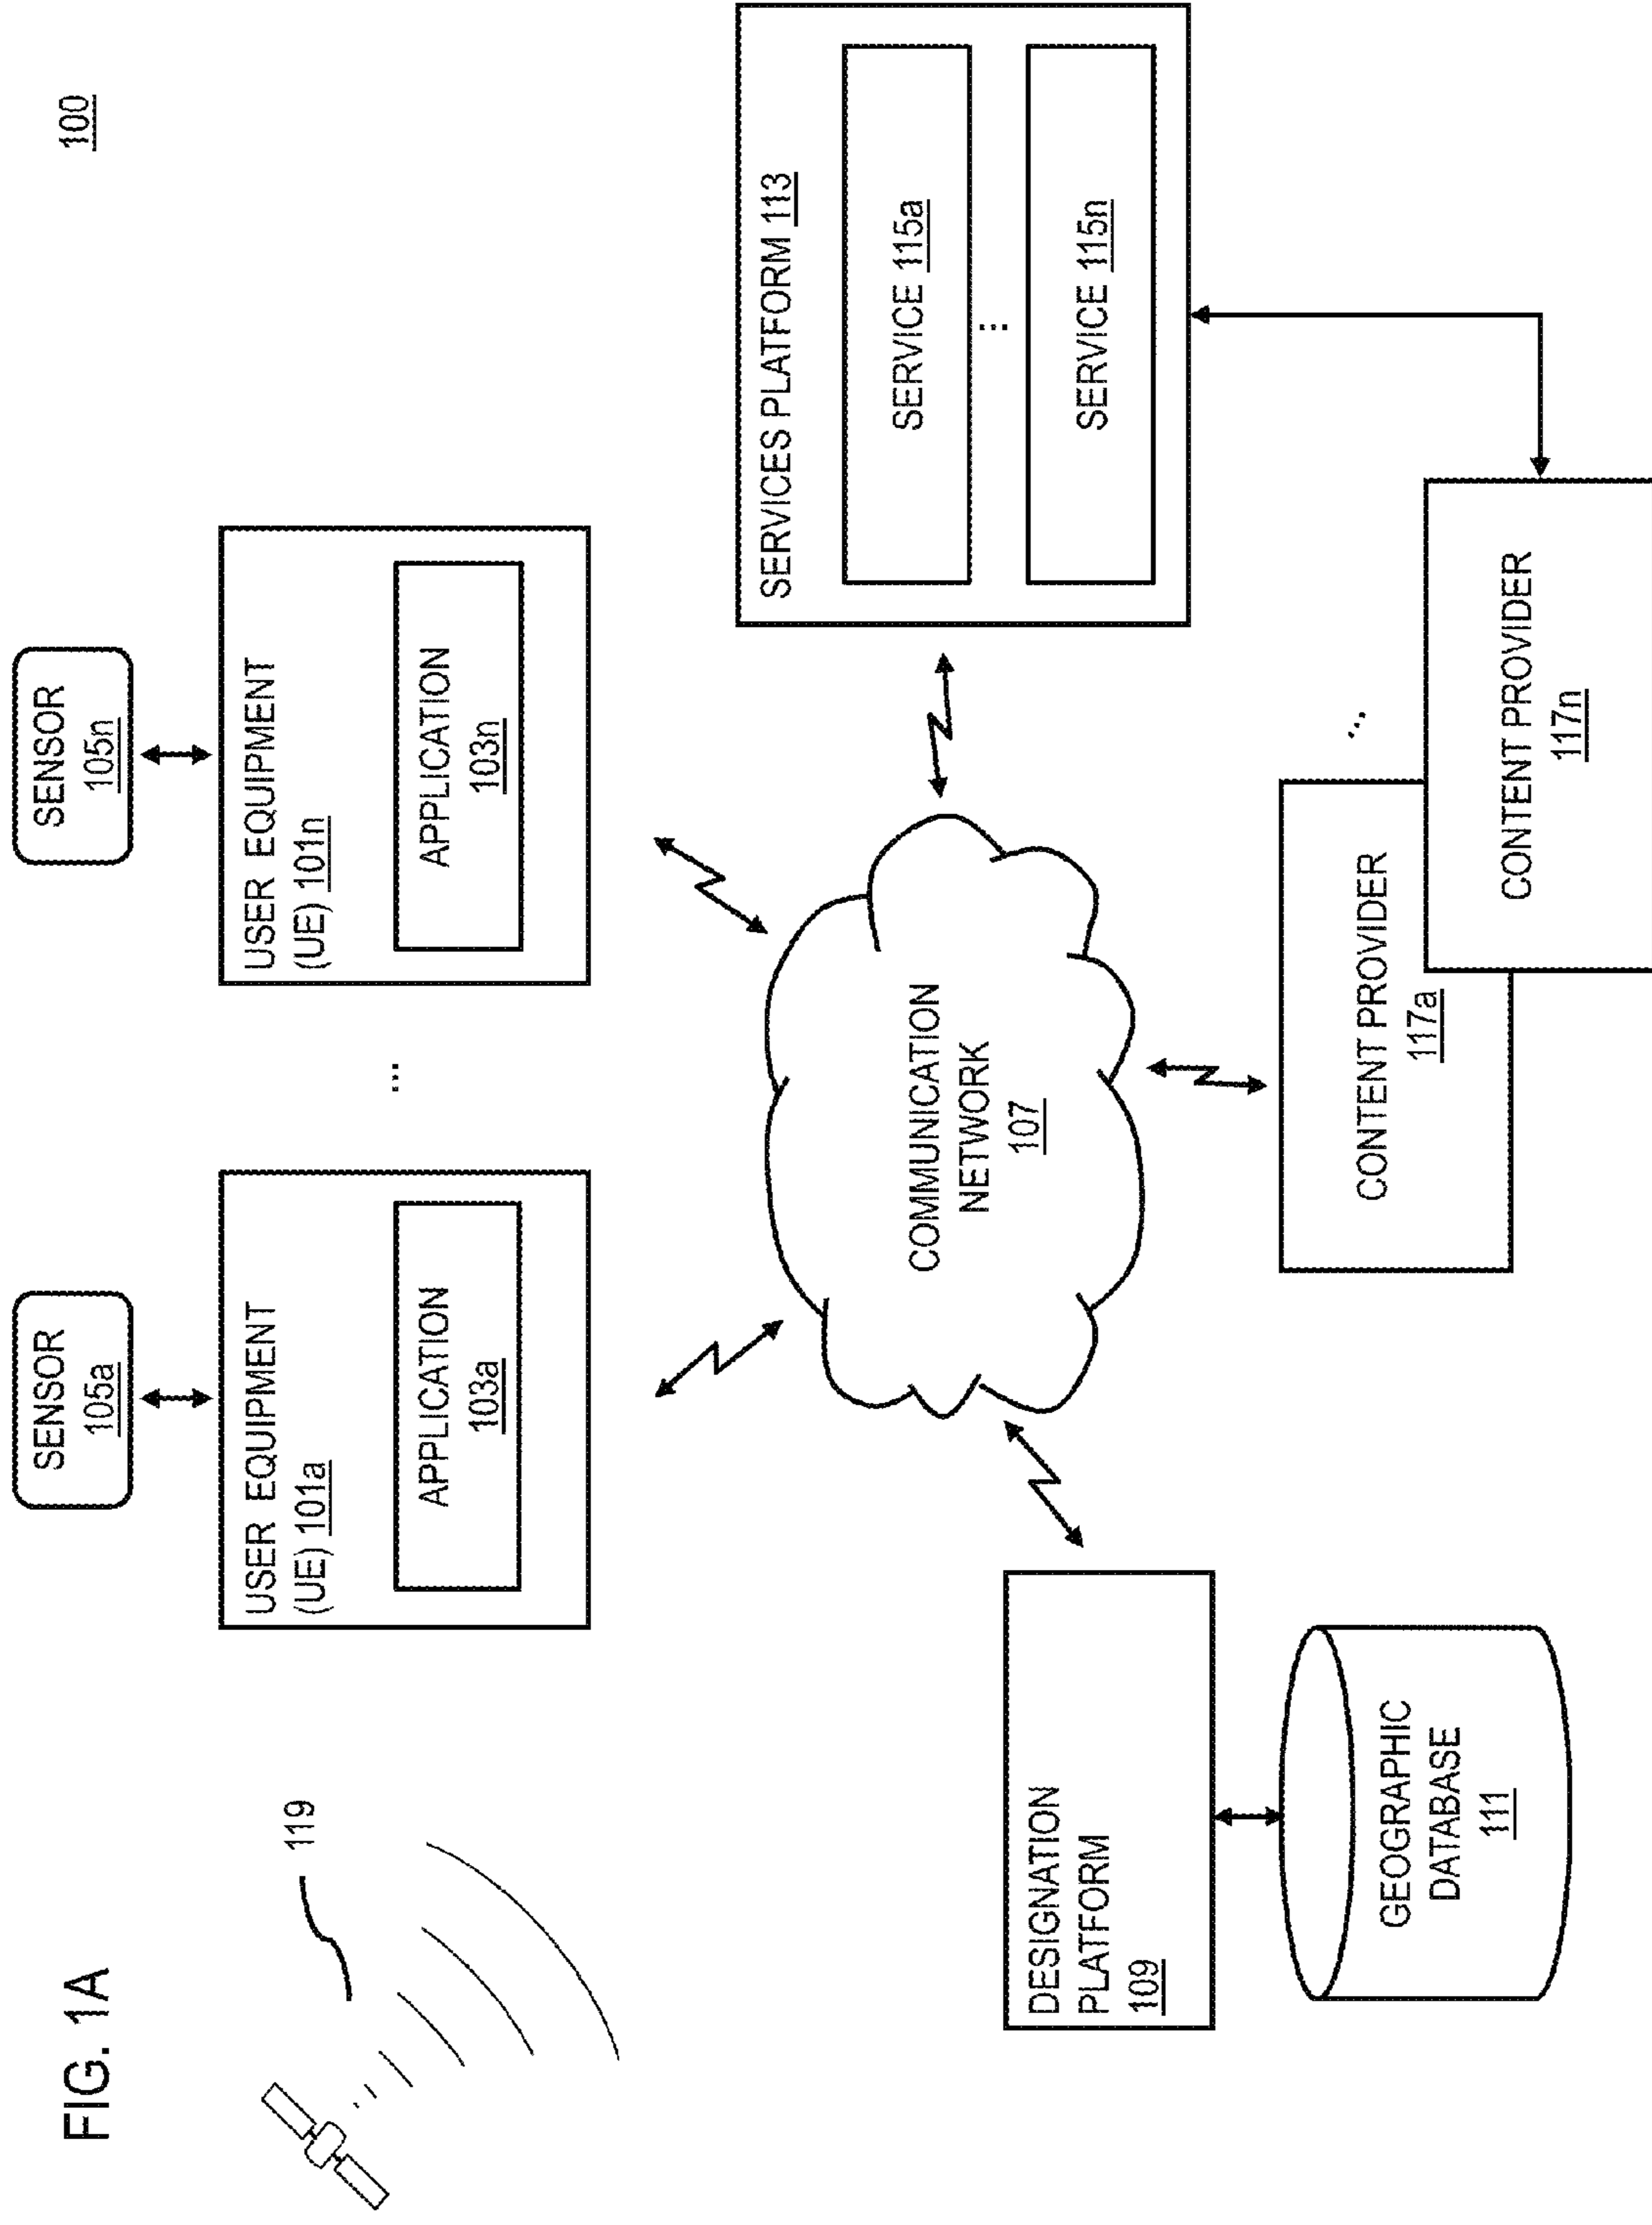 FIG. 1A
100
119
SENSOR
105a
SENSOR
105n
USER EQUIPMENT
(UE) 101a
APPLICATION
103a
...
USER EQUIPMENT
(UE) 101n
APPLICATION
103n
COMMUNICATION
NETWORK
107
SERVICES PLATFORM 113
SERVICE 115a
...
SERVICE 115n
DESIGNATION
PLATFORM
109
GEOGRAPHIC
DATABASE
111
CONTENT PROVIDER
117a
...
CONTENT PROVIDER
117n